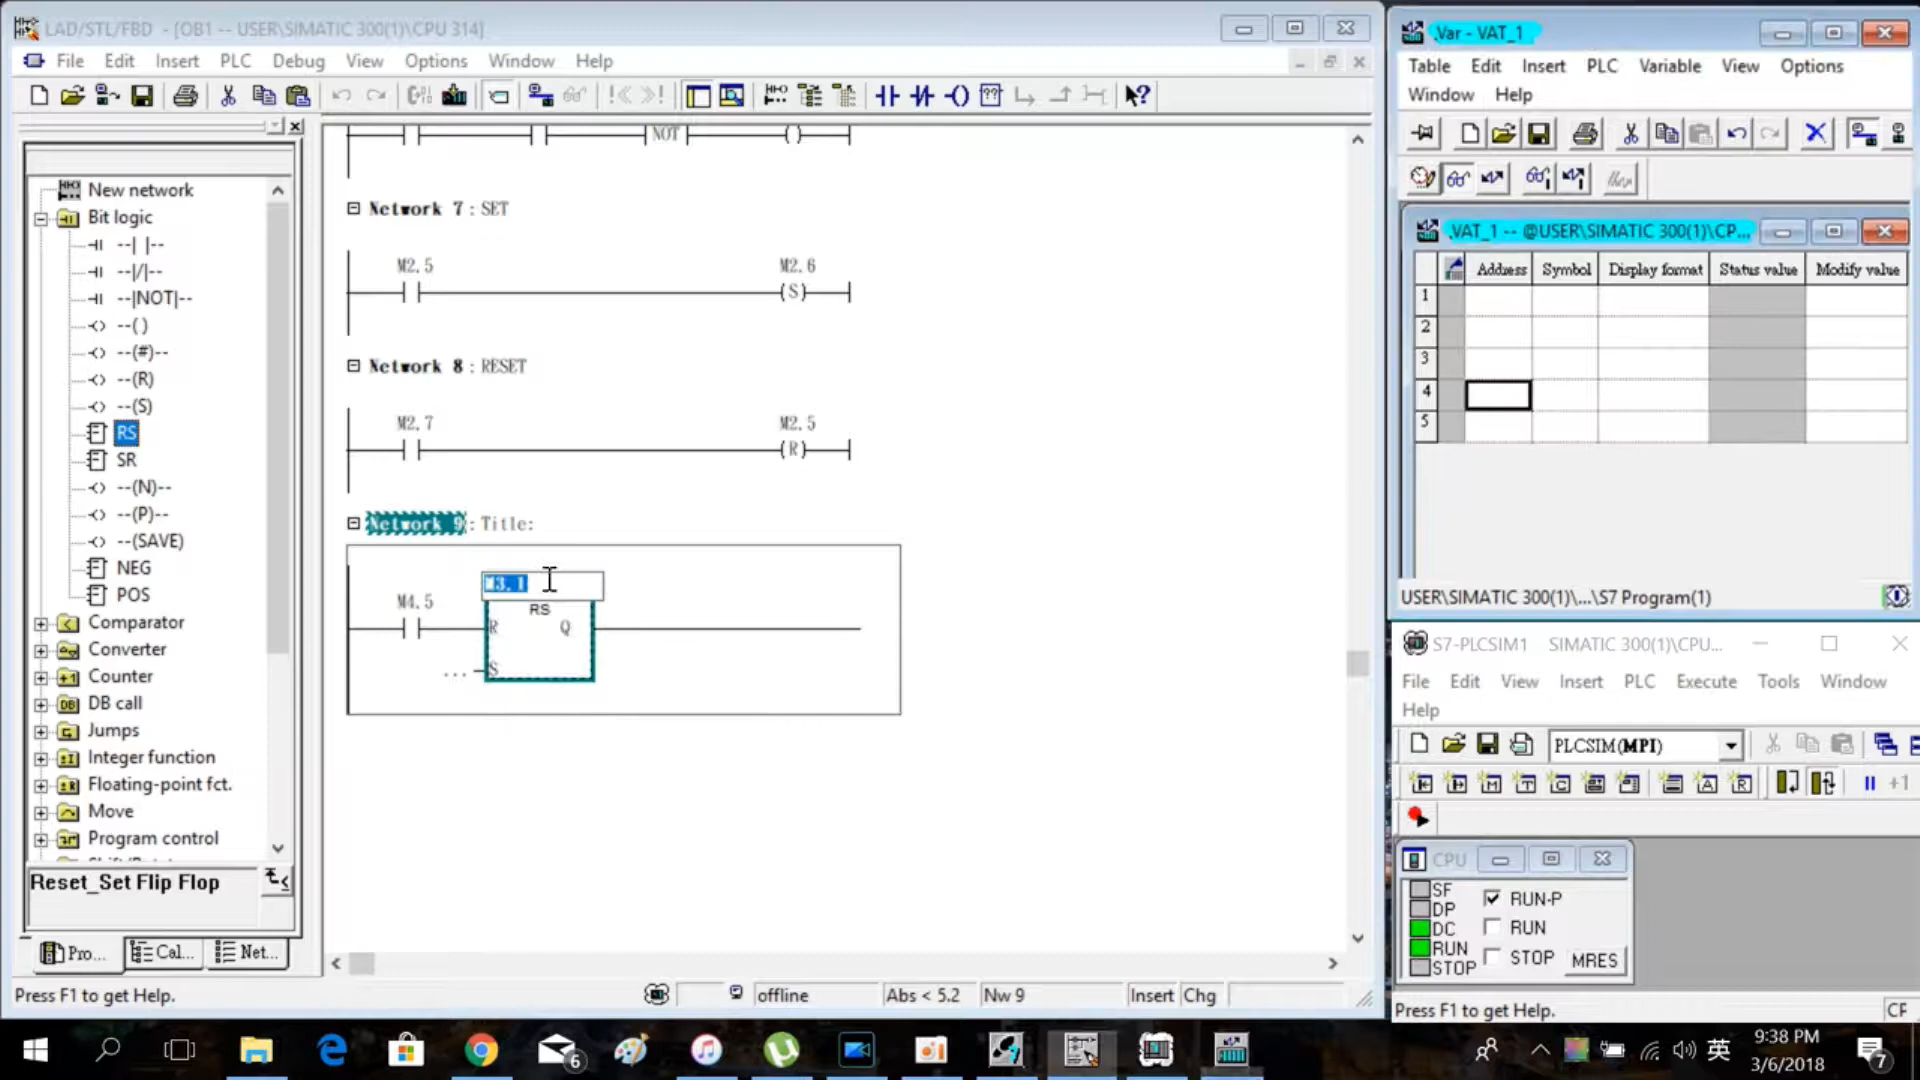 LAD/STL/FBD - [OB1 -- USER\SIMATIC 300(1)\CPU 314]
File Edit Insert PLC Debug View Options Window Help
New network
Bit logic
--| |--
--|/|--
--|NOT|--
--( )
--(#)--
--(R)
--(S)
RS
SR
--(N)--
--(P)--
--(SAVE)
NEG
POS
Comparator
Converter
Counter
DB call
Jumps
Integer function
Floating-point fct.
Move
Program control
Reset_Set Flip Flop
Pro... Cal... Net...
NOT
Network 7 : SET
M2.5 M2.6
(S)
Network 8 : RESET
M2.7 M2.5
(R)
Network 9 : Title:
M3.1
M4.5
RS
R Q
... S
Press F1 to get Help.
offline Abs < 5.2 Nw 9 Insert Chg
Var - VAT_1
Table Edit Insert PLC Variable View Options
Window Help
VAT_1 -- @USER\SIMATIC 300(1)\CP...
Address Symbol Display format Status value Modify value
1
2
3
4
5
USER\SIMATIC 300(1)\...\S7 Program(1)
S7-PLCSIM1 SIMATIC 300(1)\CPU...
File Edit View Insert PLC Execute Tools Window
Help
PLCSIM(MPI)
+1
CPU
SF
DP
DC
RUN
STOP
RUN-P
RUN
STOP MRES
Press F1 to get Help. CF
6
英
9:38 PM
3/6/2018
7